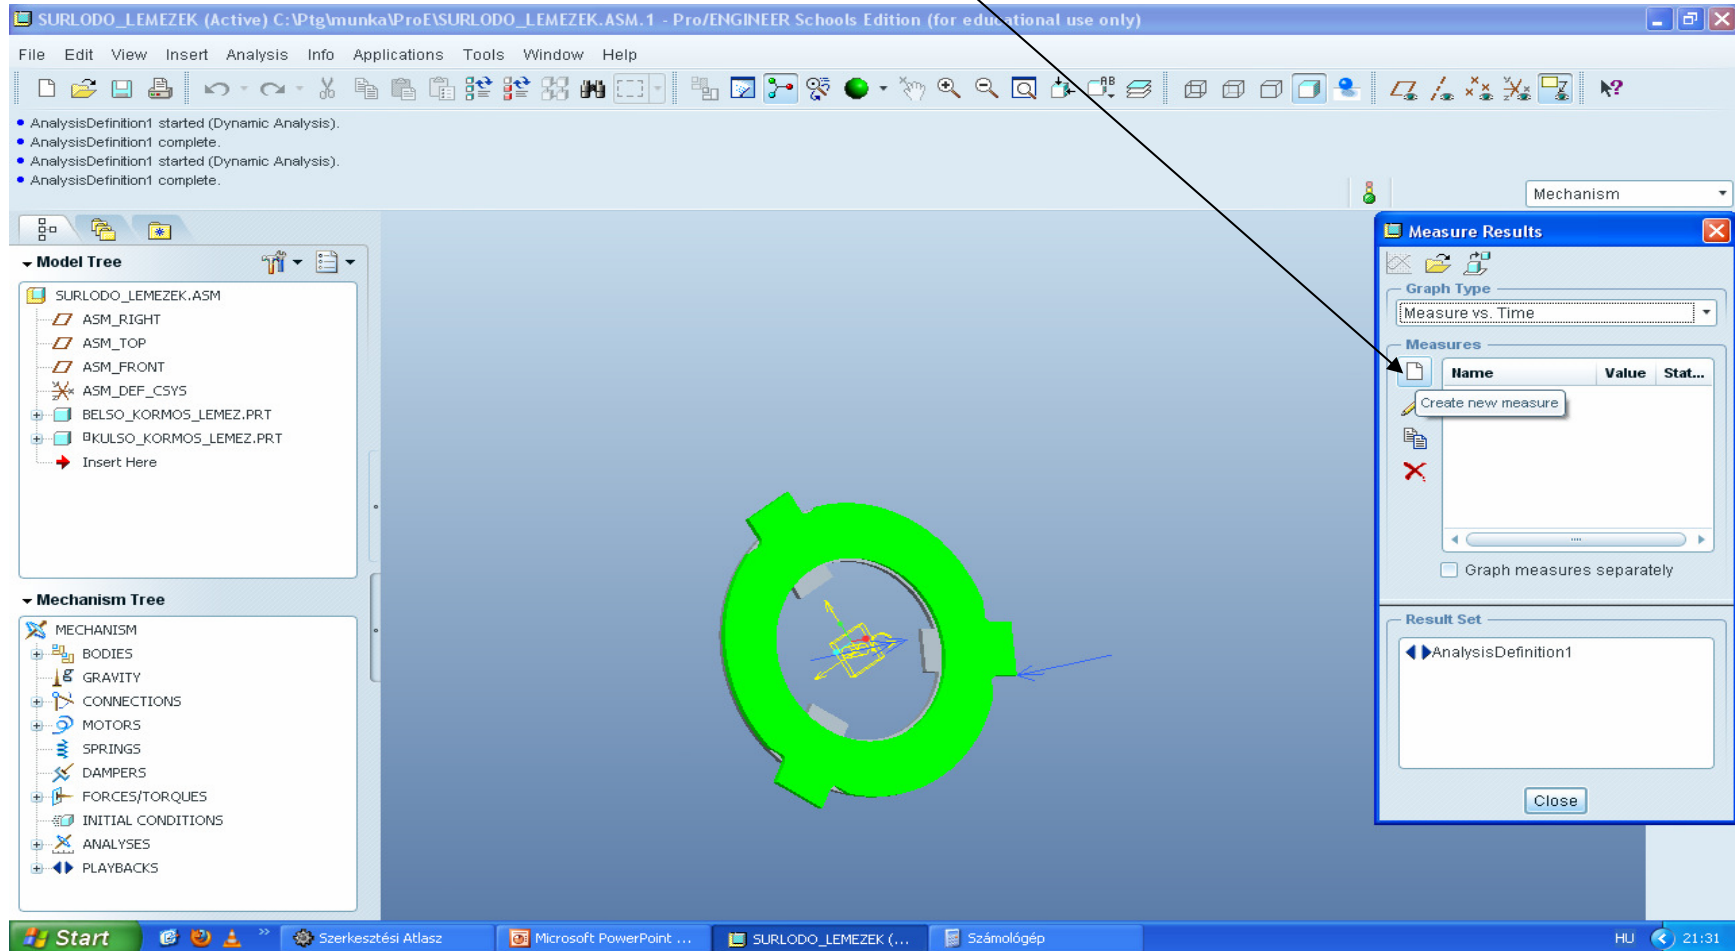 SURLODO_LEMEZEK (Active) C:\Ptg\munka\ProE\SURLODO_LEMEZEK.ASM.1 - Pro/ENGINEER Schools Edition (for educational use only)
File Edit View Insert Analysis Info Applications Tools Window Help
AnalysisDefinition1 started (Dynamic Analysis).
AnalysisDefinition1 complete.
AnalysisDefinition1 started (Dynamic Analysis).
AnalysisDefinition1 complete.
Mechanism
Model Tree
SURLODO_LEMEZEK.ASM
ASM_RIGHT
ASM_TOP
ASM_FRONT
ASM_DEF_CSYS
BELSO_KORMOS_LEMEZ.PRT
KULSO_KORMOS_LEMEZ.PRT
Insert Here
Mechanism Tree
MECHANISM
BODIES
GRAVITY
CONNECTIONS
MOTORS
SPRINGS
DAMPERS
FORCES/TORQUES
INITIAL CONDITIONS
ANALYSES
PLAYBACKS
Measure Results
Graph Type
Measure vs. Time
Measures
Name Value Stat...
Create new measure
Graph measures separately
Result Set
AnalysisDefinition1
Close
Start Szerkesztési Atlasz Microsoft PowerPoint ... SURLODO_LEMEZEK (... Számológép HU 21:31